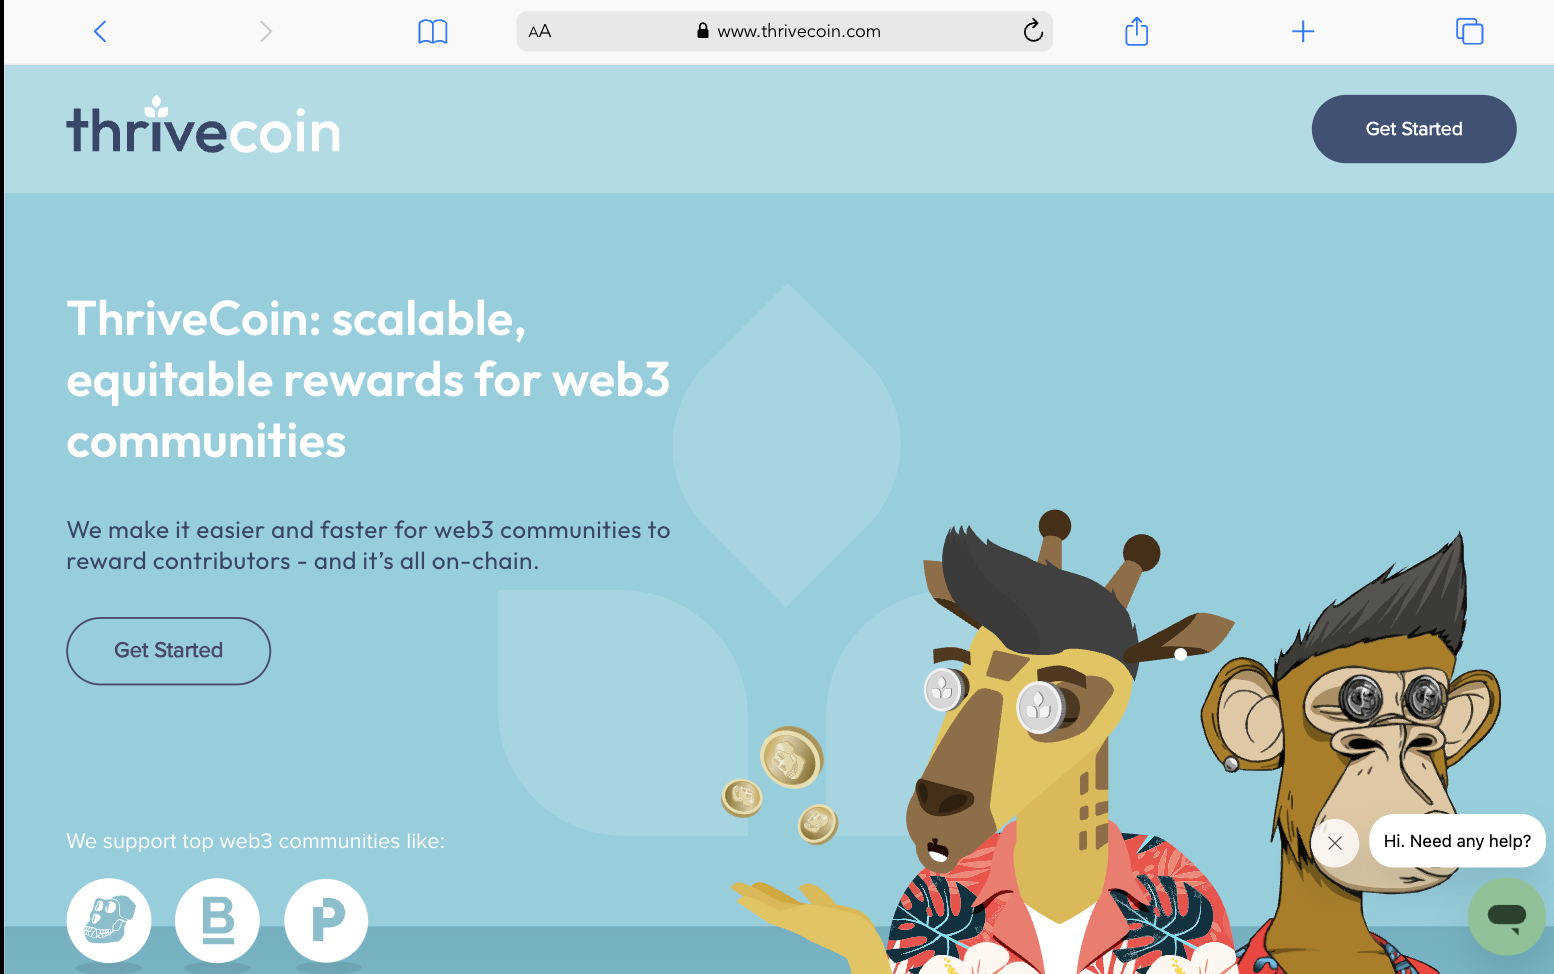 AA
www.thrivecoin.com
thrivecoin
Get Started
ThriveCoin: scalable,
equitable rewards for web3
communities
We make it easier and faster for web3 communities to
reward contributors - and it’s all on-chain.
Get Started
We support top web3 communities like:
B
P
Hi. Need any help?